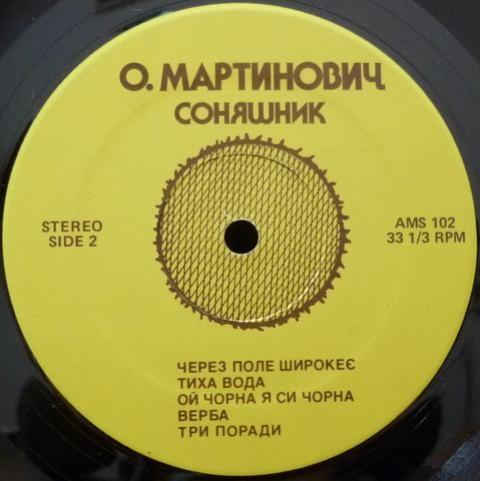 О. МАРТИНОВИЧ
СОНЯШНИК
STEREO
SIDE 2
AMS 102
33 1/3 RPM
ЧЕРЕЗ ПОЛЕ ШИРОКЕЄ
ТИХА ВОДА
ОЙ ЧОРНА Я СИ ЧОРНА
ВЕРБА
ТРИ ПОРАДИ